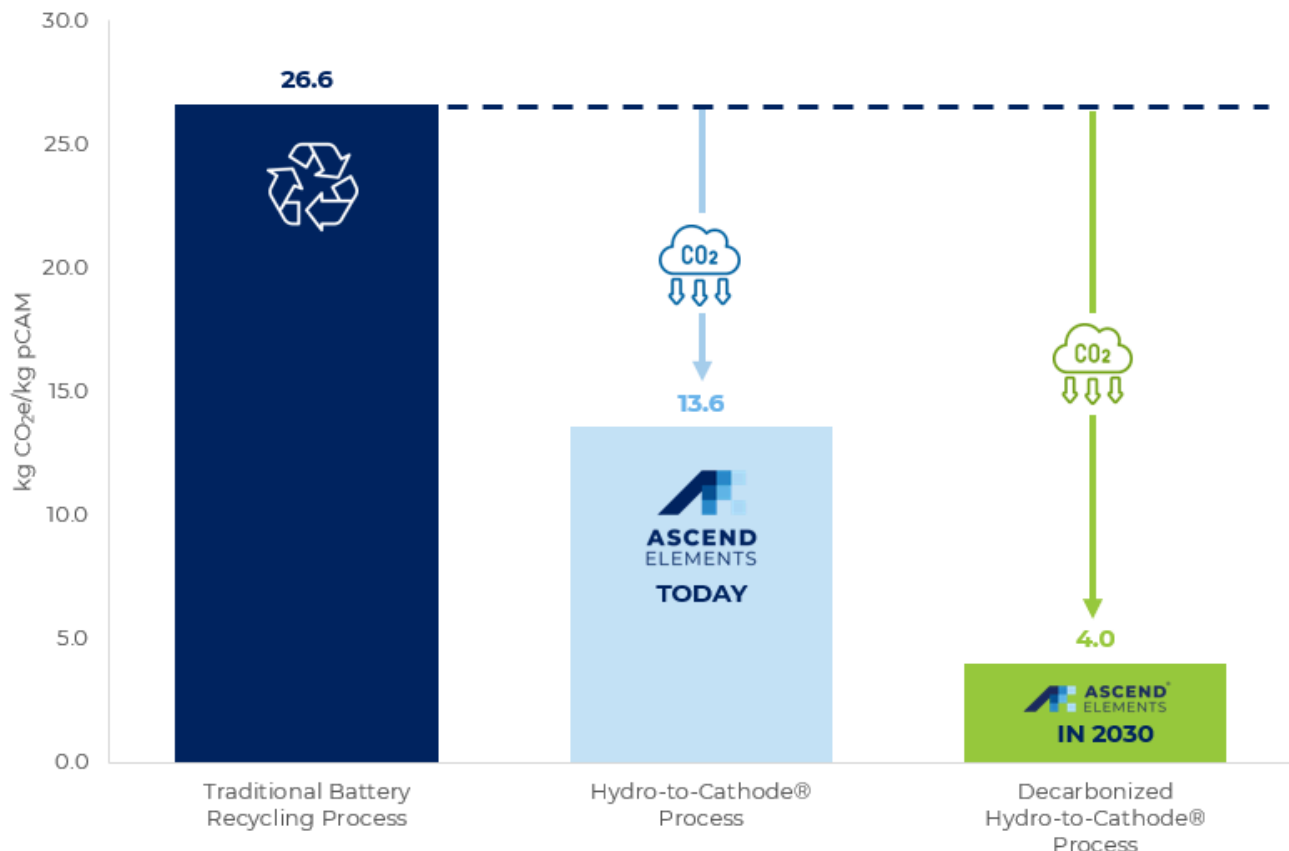 30.0
26.6
25.0
CO₂
20.0
CO₂
kg CO₂e/kg pCAM
15.0
13.6
10.0
ASCEND
ELEMENTS
TODAY
5.0
4.0
ASCEND®
ELEMENTS
IN 2030
0.0
Traditional Battery
Recycling Process
Hydro-to-Cathode®
Process
Decarbonized
Hydro-to-Cathode®
Process